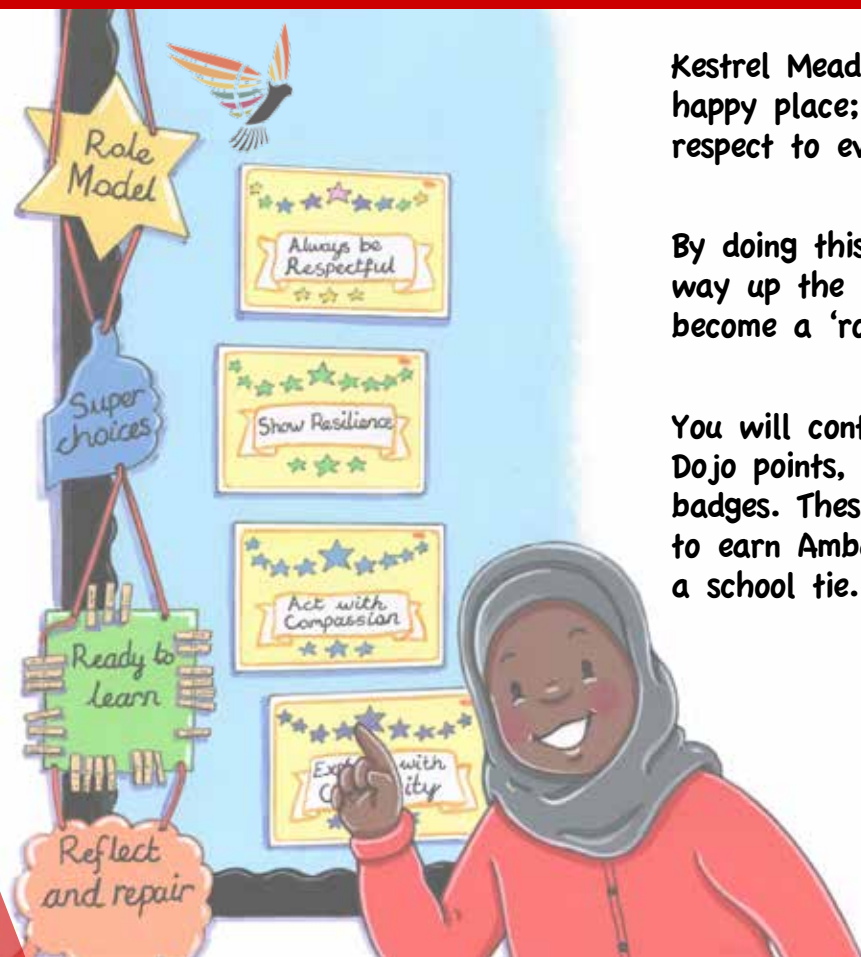 Role
Model
Super
choices
Ready to
learn
Reflect
and repair
Always be
Respectful
Show Resilience
Act with
Compassion
with
Kestrel Mead
happy place;
respect to ev
By doing this
way up the
become a 'ro
You will cont
Dojo points,
badges. Thes
to earn Amba
a school tie.